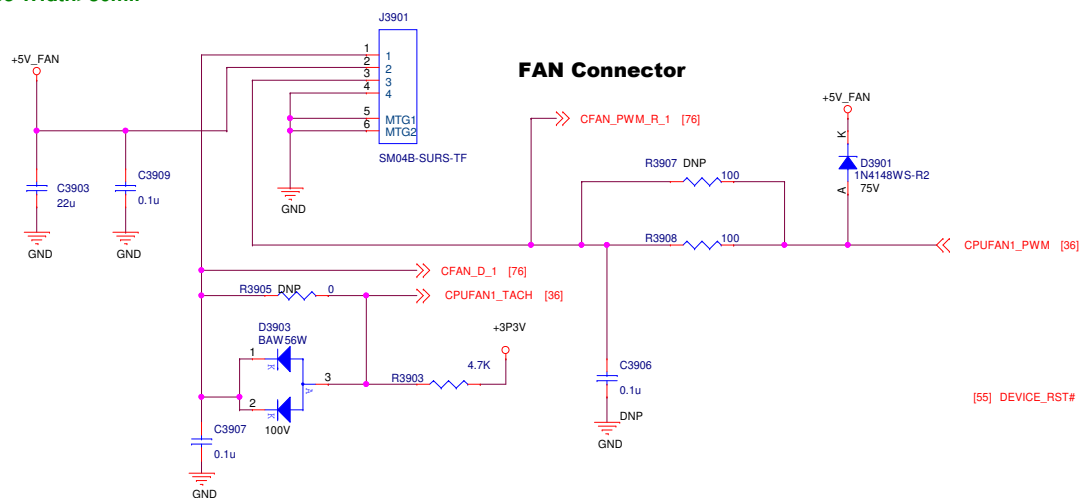 J3901
1 1
2 2
3 3
4 4
5 MTG1
6 MTG2
SM04B-SURS-TF
+5V_FAN
C3903
22u
GND
C3909
0.1u
GND
GND
FAN Connector
CFAN_PWM_R_1 [76]
+5V_FAN
K
D3901
1N4148WS-R2
75V
A
R3907 DNP
100
R3908 100
CPUFAN1_PWM [36]
CFAN_D_1 [76]
R3905 DNP 0
CPUFAN1_TACH [36]
D3903
BAW56W
1
K
3
A
2
K
100V
+3P3V
4.7K
R3903
C3906
0.1u
DNP
GND
C3907
0.1u
GND
[55] DEVICE_RST#